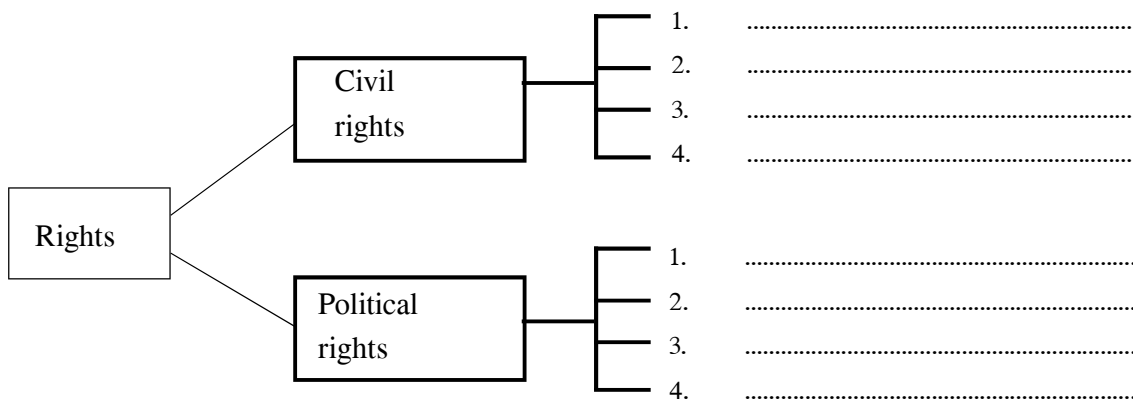 1. ..........................................................
2. ..........................................................
Civil
rights
3. ..........................................................
4. ..........................................................
Rights
1. ..........................................................
2. ..........................................................
Political
rights
3. ..........................................................
4. ..........................................................